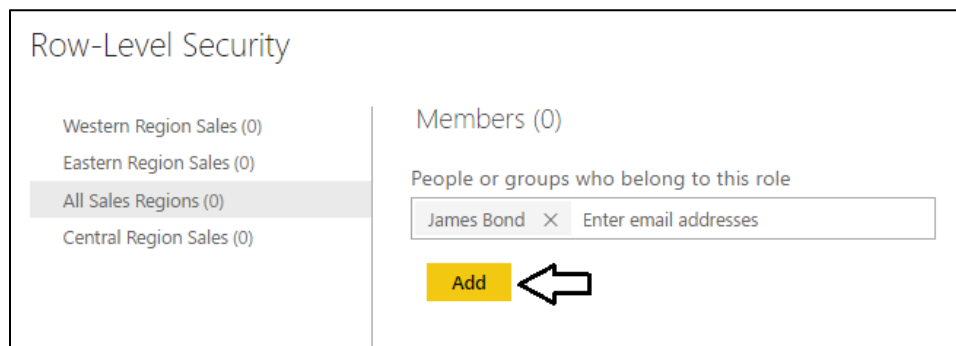 Row-Level Security
Western Region Sales (0)
Eastern Region Sales (0)
All Sales Regions (0)
Central Region Sales (0)
Members (0)
People or groups who belong to this role
James Bond × Enter email addresses
Add